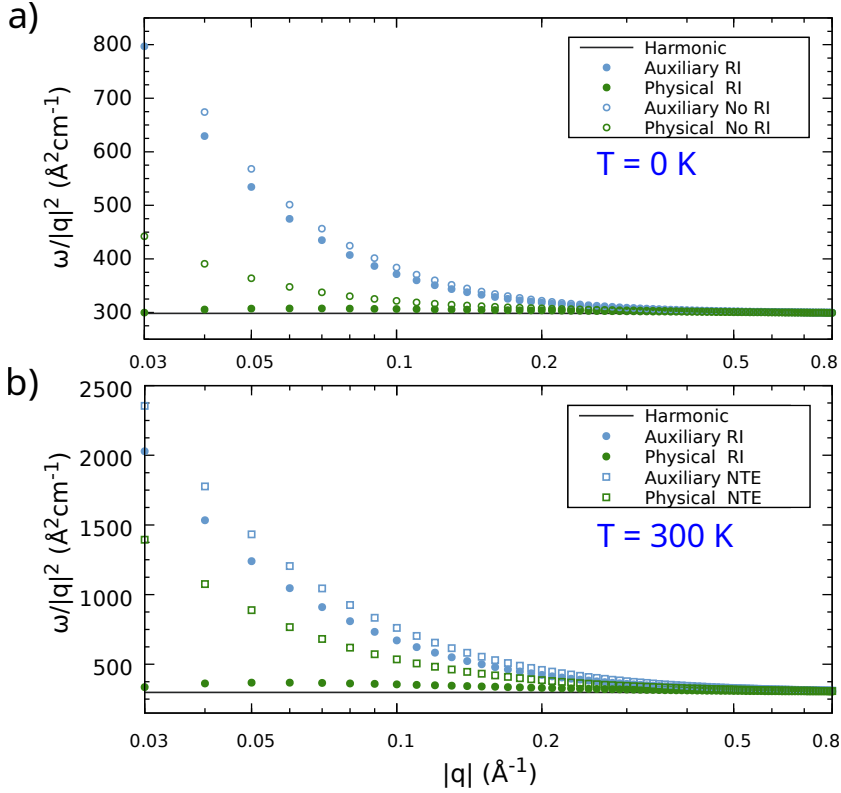 a)
800
700
600
500
400
300
ω/|q|² (Å²cm⁻¹)
Harmonic
Auxiliary RI
Physical RI
Auxiliary No RI
Physical No RI
T = 0 K
0.03 0.05 0.1 0.2 0.5 0.8
b)
2500
2000
1500
1000
500
ω/|q|² (Å²cm⁻¹)
Harmonic
Auxiliary RI
Physical RI
Auxiliary NTE
Physical NTE
T = 300 K
0.03 0.05 0.1 0.2 0.5 0.8
|q| (Å⁻¹)